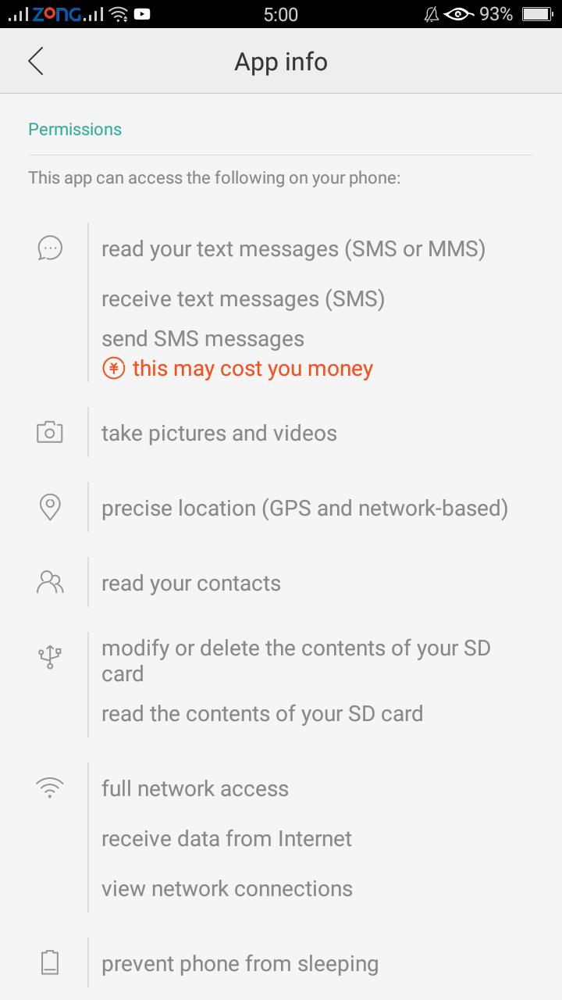 ZONG 5:00 93%
App info
Permissions
This app can access the following on your phone:
read your text messages (SMS or MMS)
receive text messages (SMS)
send SMS messages
¥ this may cost you money
take pictures and videos
precise location (GPS and network-based)
read your contacts
modify or delete the contents of your SD
card
read the contents of your SD card
full network access
receive data from Internet
view network connections
prevent phone from sleeping